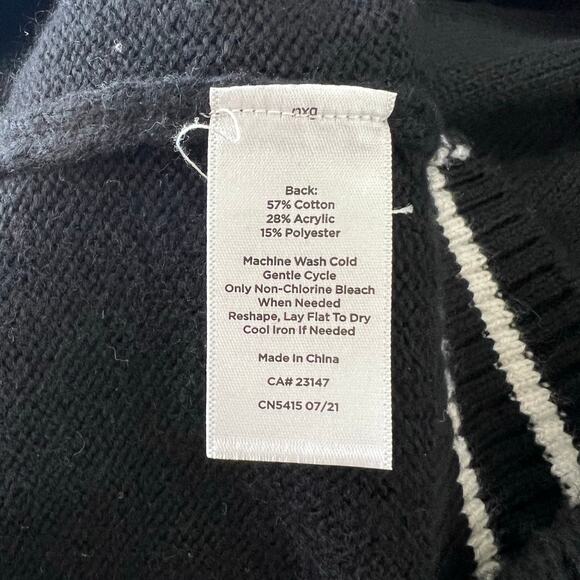 Back:
57% Cotton
28% Acrylic
15% Polyester
Machine Wash Cold
Gentle Cycle
Only Non-Chlorine Bleach
When Needed
Reshape, Lay Flat To Dry
Cool Iron if Needed
Made in China
CA# 23147
CN5415 07/21